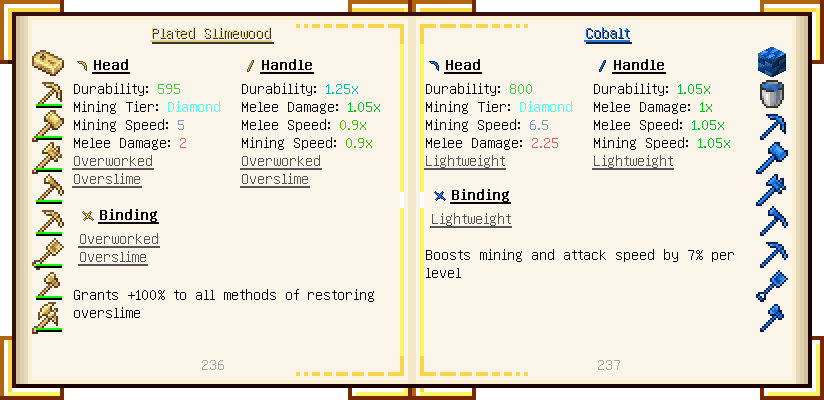 Plated Slimewood
Head
Durability: 595
Mining Tier: Diamond
Mining Speed: 5
Melee Damage: 2
Overworked
Overslime
Handle
Durability: 1.25x
Melee Damage: 1.05x
Melee Speed: 0.9x
Mining Speed: 0.9x
Overworked
Overslime
Binding
Overworked
Overslime
Grants +100% to all methods of restoring
overslime
236
Cobalt
Head
Durability: 800
Mining Tier: Diamond
Mining Speed: 6.5
Melee Damage: 2.25
Lightweight
Handle
Durability: 1.05x
Melee Damage: 1x
Melee Speed: 1.05x
Mining Speed: 1.05x
Lightweight
Binding
Lightweight
Boosts mining and attack speed by 7% per
level
237